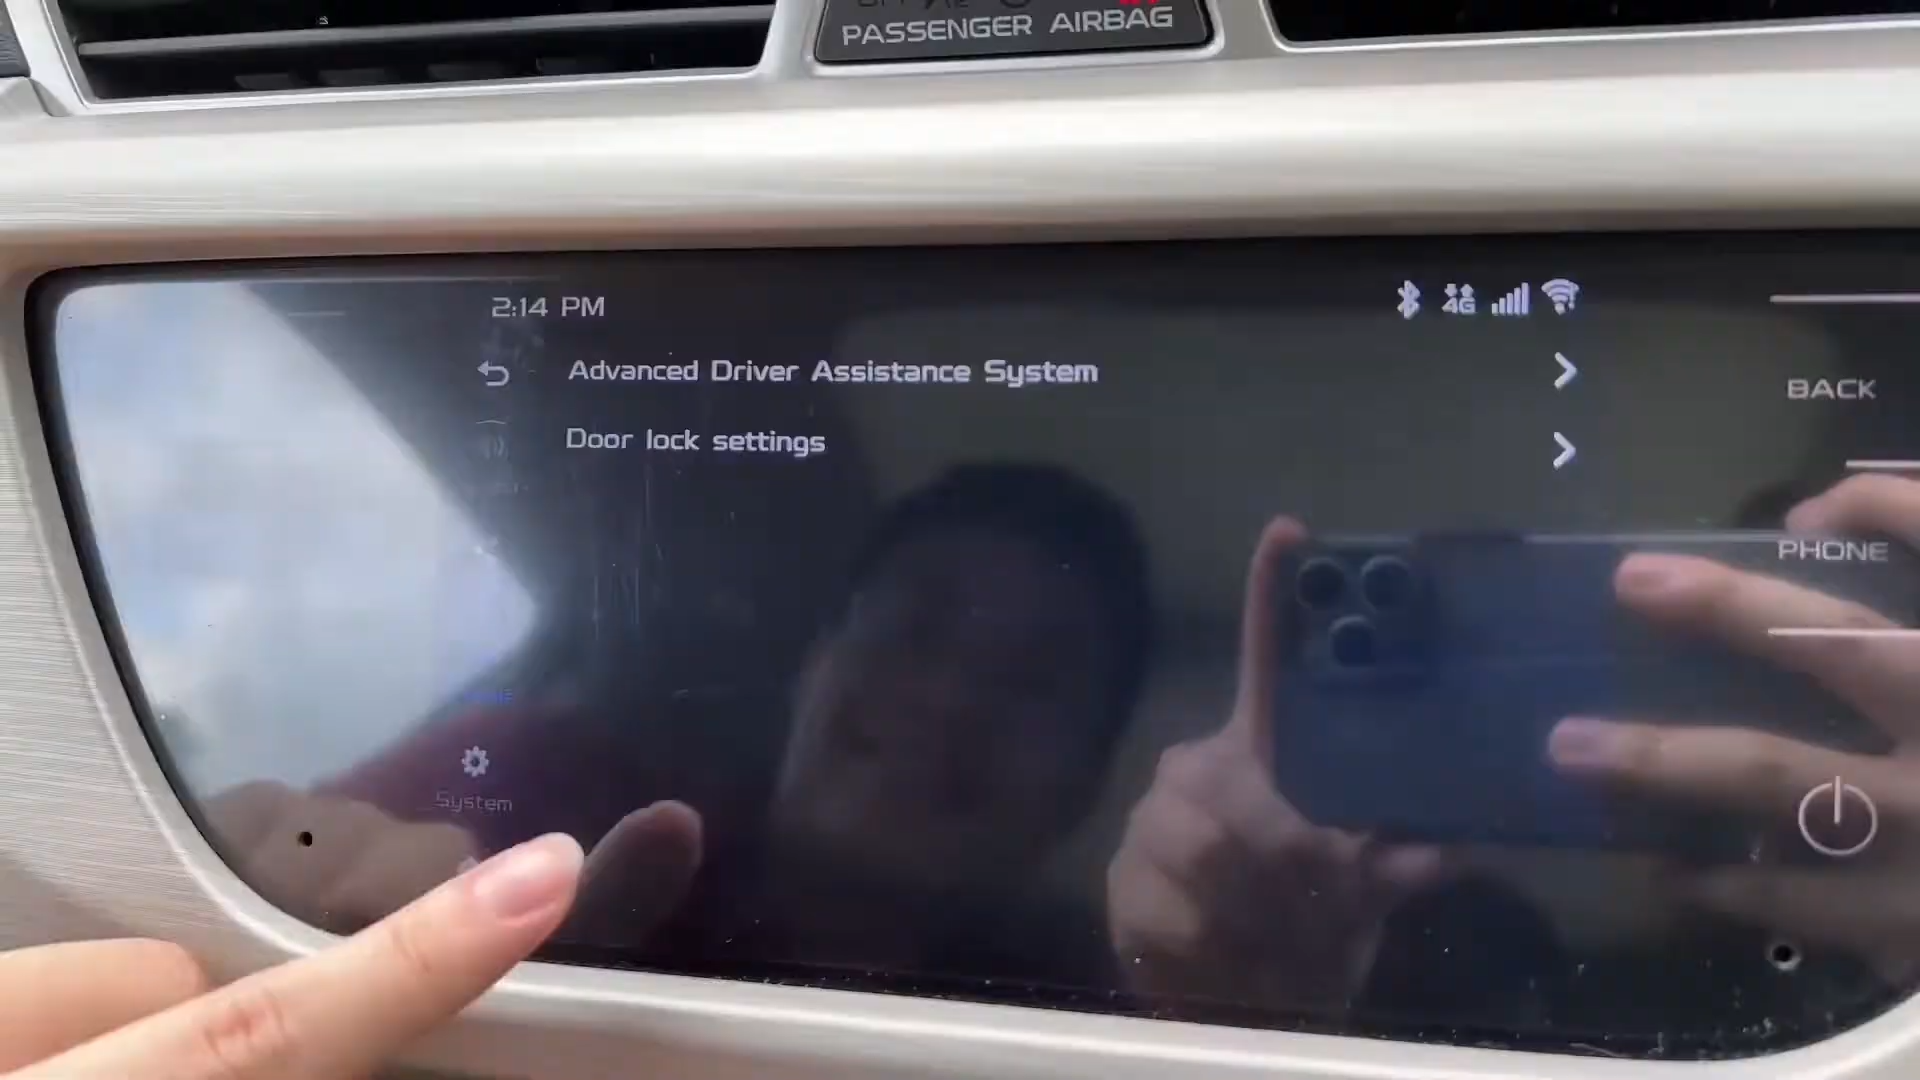 PASSENGER AIRBAG
2:14 PM
4G
Advanced Driver Assistance System
BACK
Door lock settings
PHONE
System